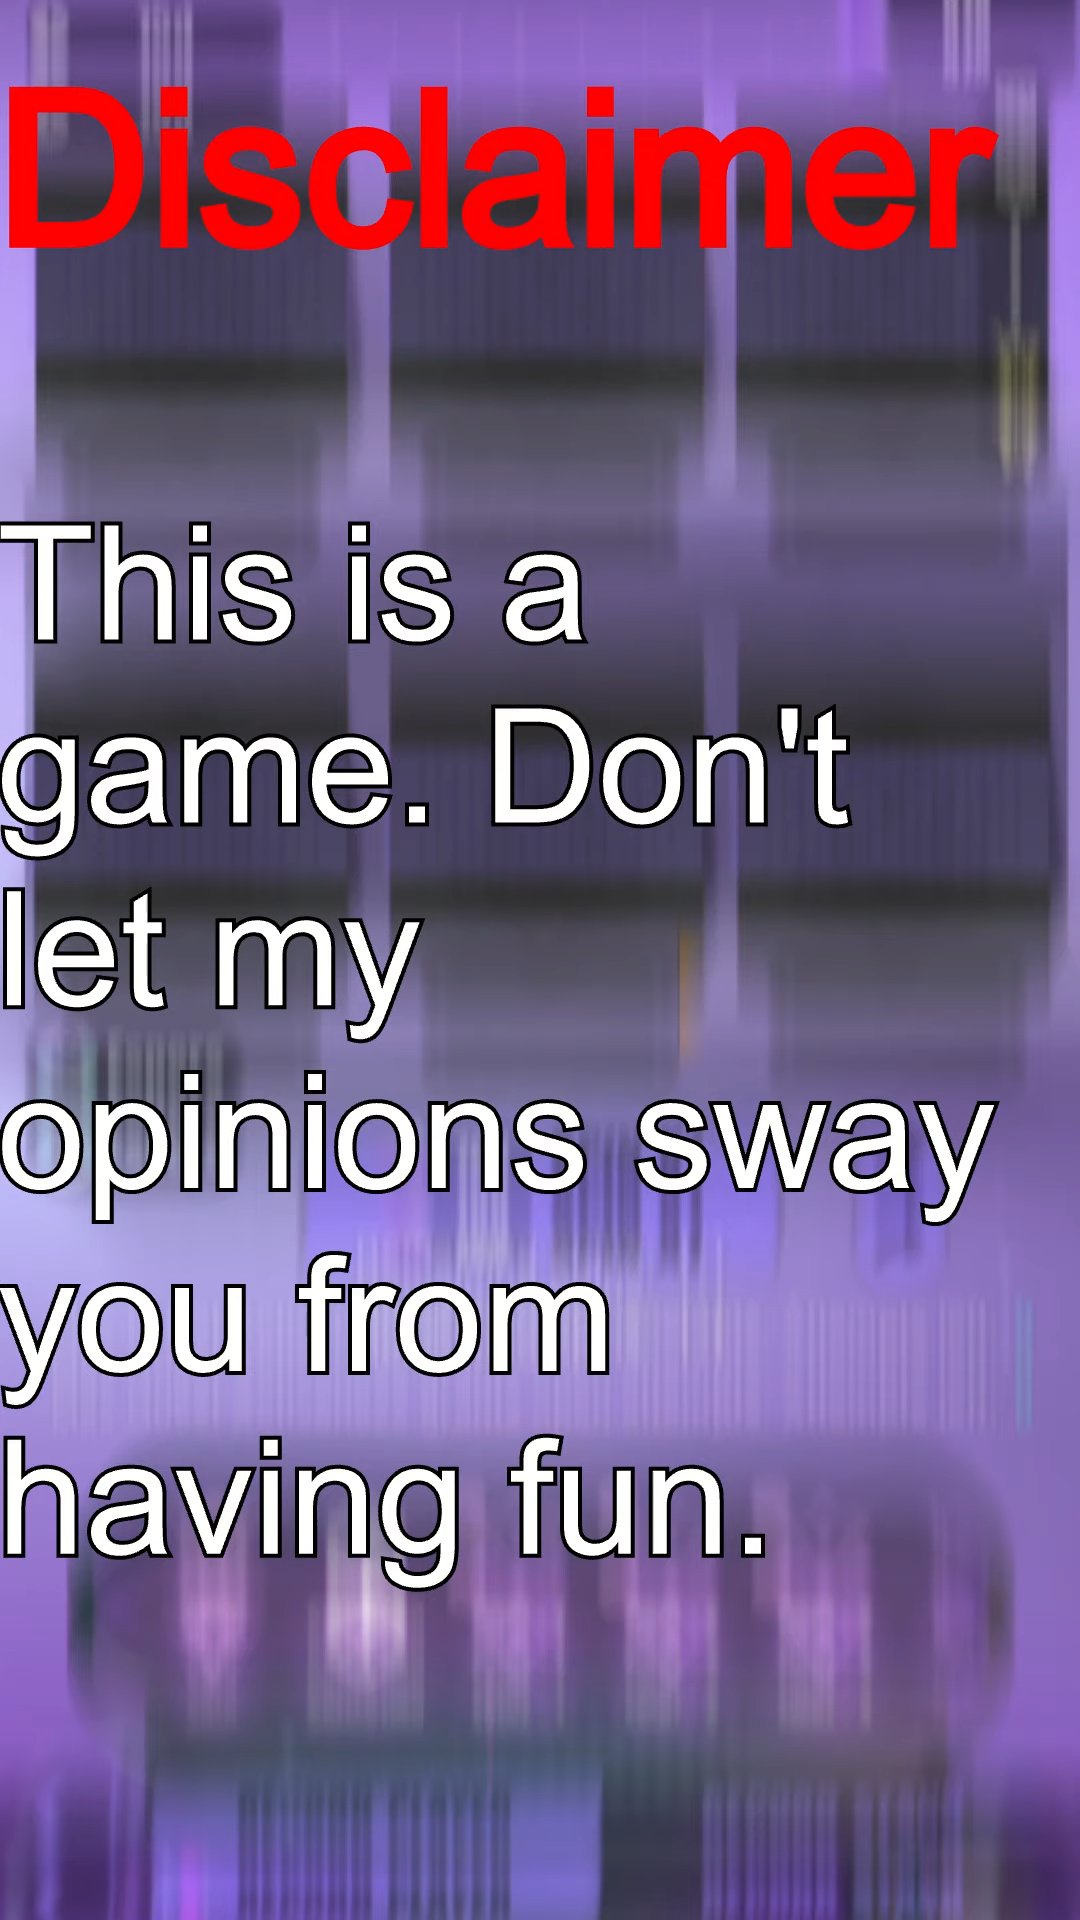 Disclaimer
This is a
game. Don't
let my
opinions sway
you from
having fun.